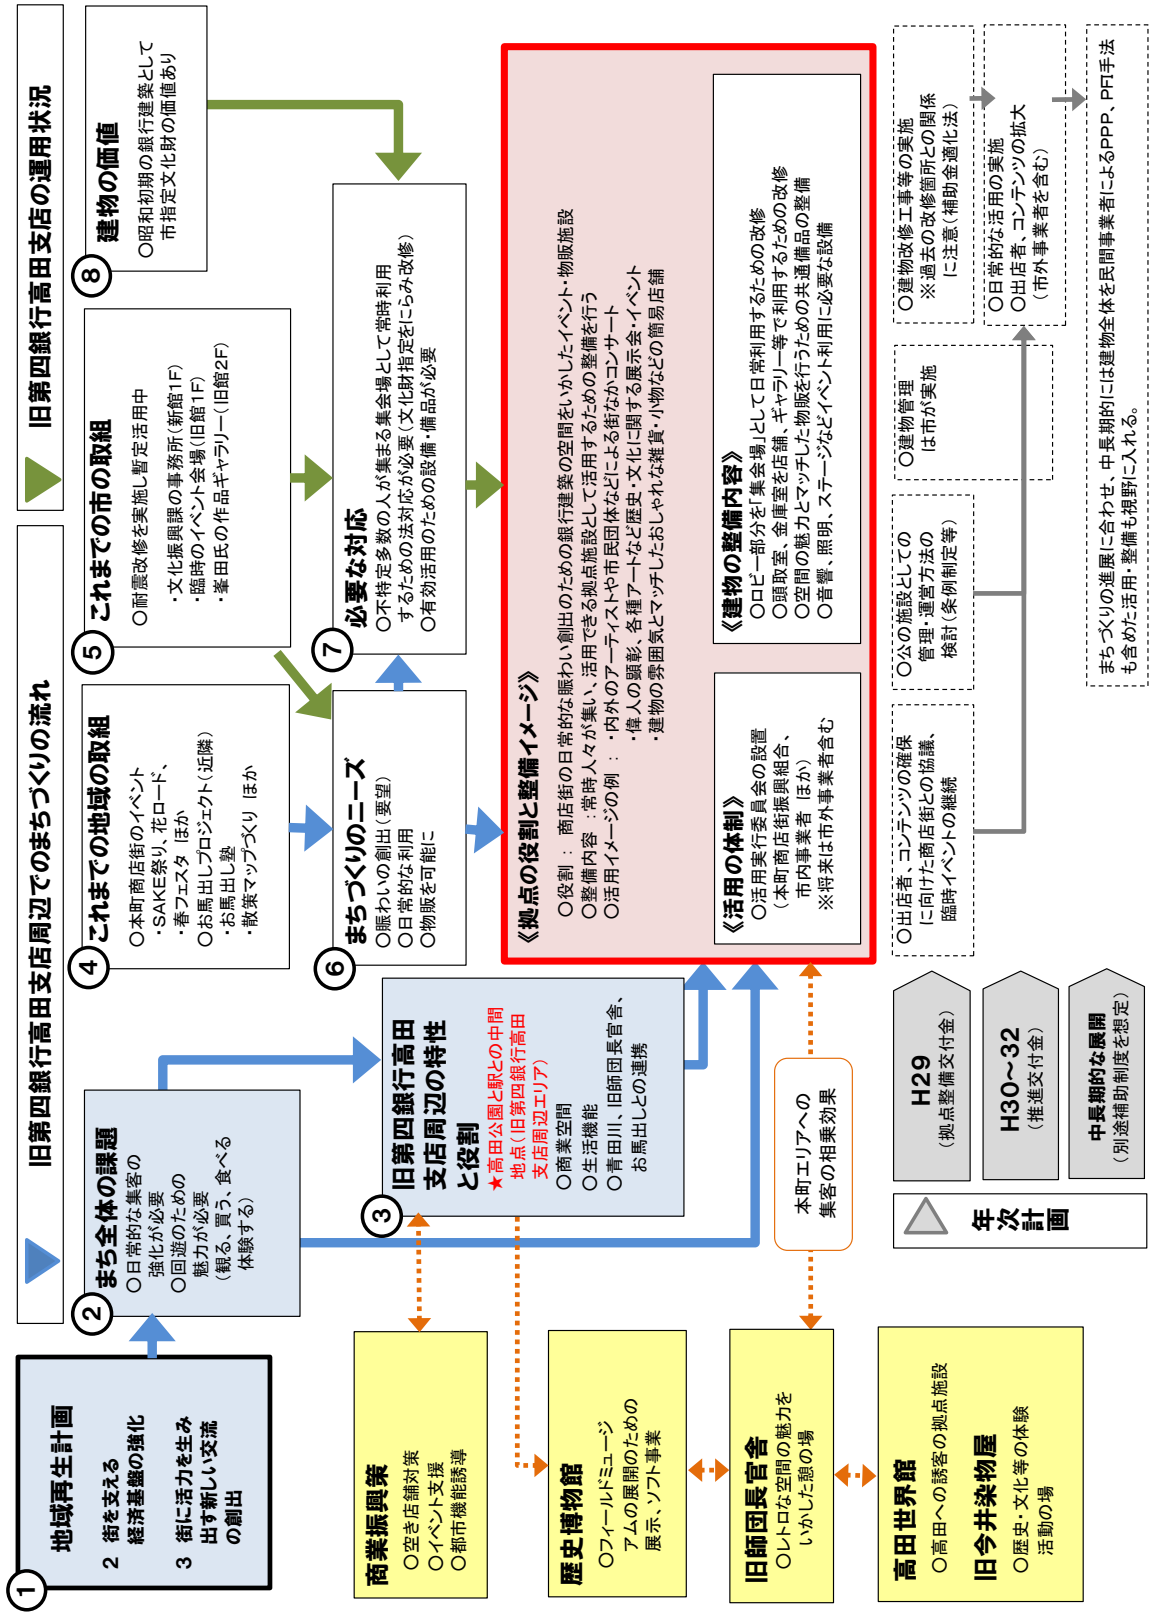 旧第四銀行高田支店周辺でのまちづくりの流れ
旧第四銀行高田支店の運用状況
①
地域再生計画
2 街を支える
経済基盤の強化
3 街に活力を生み
出す新しい交流
の創出
②
まち全体の課題
○日常的な集客の
強化が必要
○回遊のための
魅力が必要
(観る、買う、食べる
体験する)
③
旧第四銀行高田
支店周辺の特性
と役割
★高田公園と駅との中間
地点(旧第四銀行高田
支店周辺エリア)
○商業空間
○生活機能
○青田川、旧師団長官舎、
お馬出しとの連携
④
これまでの地域の取組
○本町商店街のイベント
・SAKE祭り、花ロード、
・春フェスタ ほか
○お馬出しプロジェクト(近隣)
・お馬出し塾
・散策マップづくり ほか
⑤
これまでの市の取組
○耐震改修を実施し暫定活用中
・文化振興課の事務所(新館1F)
・臨時のイベント会場(旧館1F)
・峯田氏の作品ギャラリー(旧館2F)
⑧
建物の価値
○昭和初期の銀行建築として
市指定文化財の価値あり
⑥
まちづくりのニーズ
○賑わいの創出(要望)
○日常的な利用
○物販を可能に
⑦
必要な対応
○不特定多数の人が集まる集会場として常時利用
するための法対応が必要(文化財指定をにらみ改修)
○有効活用のための設備・備品が必要
《拠点の役割と整備イメージ》
○役割 : 商店街の日常的な賑わい創出のための銀行建築の空間をいかしたイベント・物販施設
○整備内容 :常時人々が集い、活用できる拠点施設として活用するための整備を行う
○活用イメージの例 : ・内外のアーティストや市民団体などによる街なかコンサート
・偉人の顕彰、各種アートなど歴史・文化に関する展示会・イベント
・建物の雰囲気とマッチしたおしゃれな雑貨・小物などの簡易店舗
《活用の体制》
○活用実行委員会の設置
(本町商店街振興組合、
市内事業者 ほか)
※将来は市外事業者含む
《建物の整備内容》
○ロビー部分を「集会場」として日常利用するための改修
○頭取室、金庫室を店舗、ギャラリー等で利用するための改修
○空間の魅力とマッチした物販を行うための共通備品の整備
○音響、照明、ステージなどイベント利用に必要な設備
商業振興策
○空き店舗対策
○イベント支援
○都市機能誘導
歴史博物館
○フィールドミュージ
アムの展開のための
展示、ソフト事業
旧師団長官舎
○レトロな空間の魅力を
いかした憩の場
高田世界館
○高田への誘客の拠点施設
旧今井染物屋
○歴史・文化等の体験
活動の場
本町エリアへの
集客の相乗効果
年次計画
H29
(拠点整備交付金)
○出店者、コンテンツの確保
に向けた商店街との協議、
臨時イベントの継続
○公の施設としての
管理・運営方法の
検討(条例制定等)
○建物管理
は市が実施
○建物改修工事等の実施
※過去の改修箇所との関係
に注意(補助金適化法)
H30～32
(推進交付金)
○日常的な活用の実施
○出店者、コンテンツの拡大
(市外事業者を含む)
中長期的な展開
(別途補助制度を想定)
まちづくりの進展に合わせ、中長期的には建物全体を民間事業者によるPPP、PFI手法
も含めた活用・整備も視野に入れる。